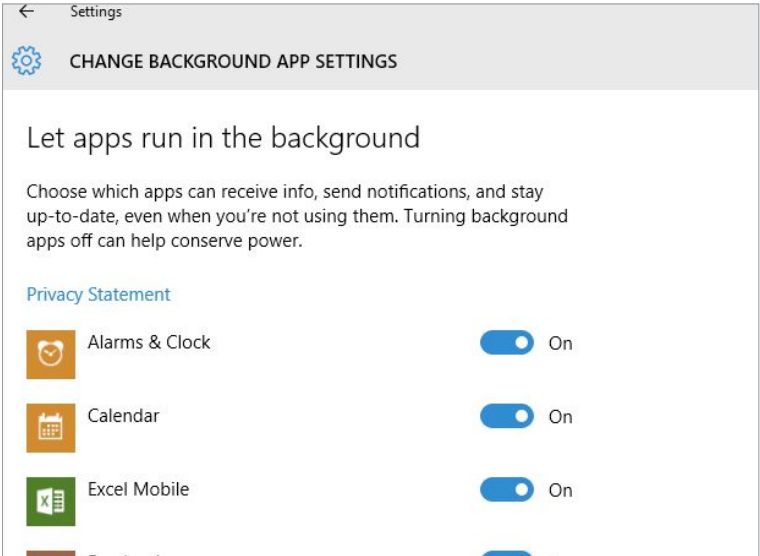 Settings
CHANGE BACKGROUND APP SETTINGS
Let apps run in the background
Choose which apps can receive info, send notifications, and stay
up-to-date, even when you’re not using them. Turning background
apps off can help conserve power.
Privacy Statement
Alarms & Clock On
Calendar On
Excel Mobile On